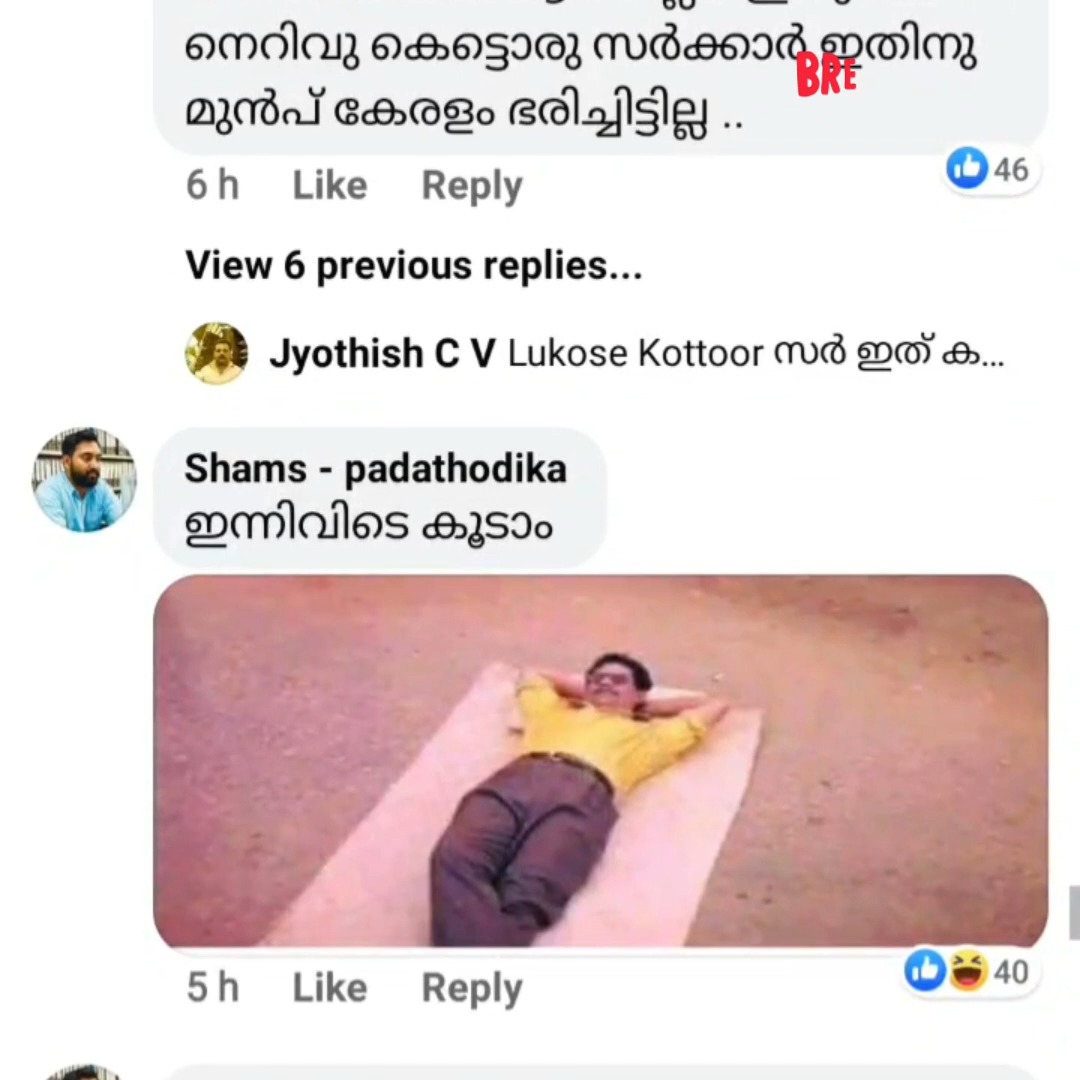 നെറിവു കെട്ടൊരു സർക്കാർ ഇതിനു
BRE
മുൻപ് കേരളം ഭരിച്ചിട്ടില്ല ..
6 h Like Reply 46
View 6 previous replies...
Jyothish C V Lukose Kottoor സർ ഇത് ക...
Shams - padathodika
ഇന്നിവിടെ കൂടാം
5 h Like Reply 40